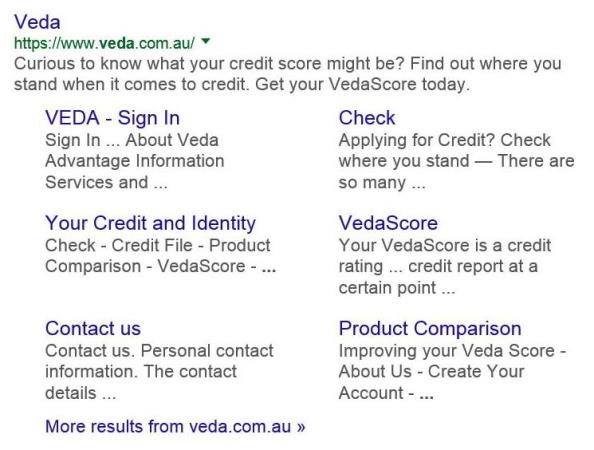 Veda
https://www.veda.com.au/
Curious to know what your credit score might be? Find out where you
stand when it comes to credit. Get your VedaScore today.
VEDA - Sign In
Sign In ... About Veda
Advantage Information
Services and ...
Check
Applying for Credit? Check
where you stand — There are
so many ...
Your Credit and Identity
Check - Credit File - Product
Comparison - VedaScore - ...
VedaScore
Your VedaScore is a credit
rating ... credit report at a
certain point ...
Contact us
Contact us. Personal contact
information. The contact
details ...
Product Comparison
Improving your Veda Score -
About Us - Create Your
Account - ...
More results from veda.com.au »